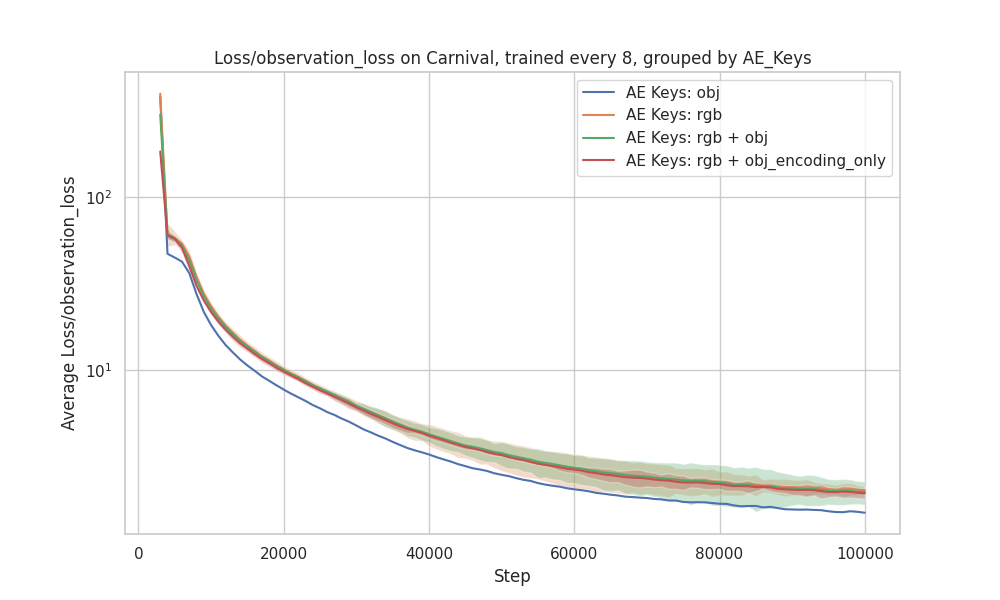 Loss/observation_loss on Carnival, trained every 8, grouped by AE_Keys
AE Keys: obj
AE Keys: rgb
AE Keys: rgb + obj
AE Keys: rgb + obj_encoding_only
Average Loss/observation_loss
10²
10¹
0
20000
40000
60000
80000
100000
Step